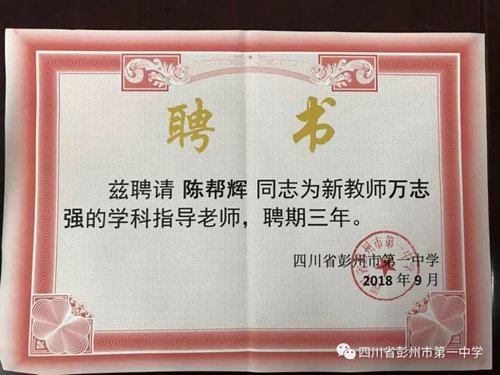 聘书
兹聘请 陈帮辉 同志为新教师万志
强的学科指导老师，聘期三年。
四川省彭州市第一中学
2018 年 9 月
四川省彭州市第一中学